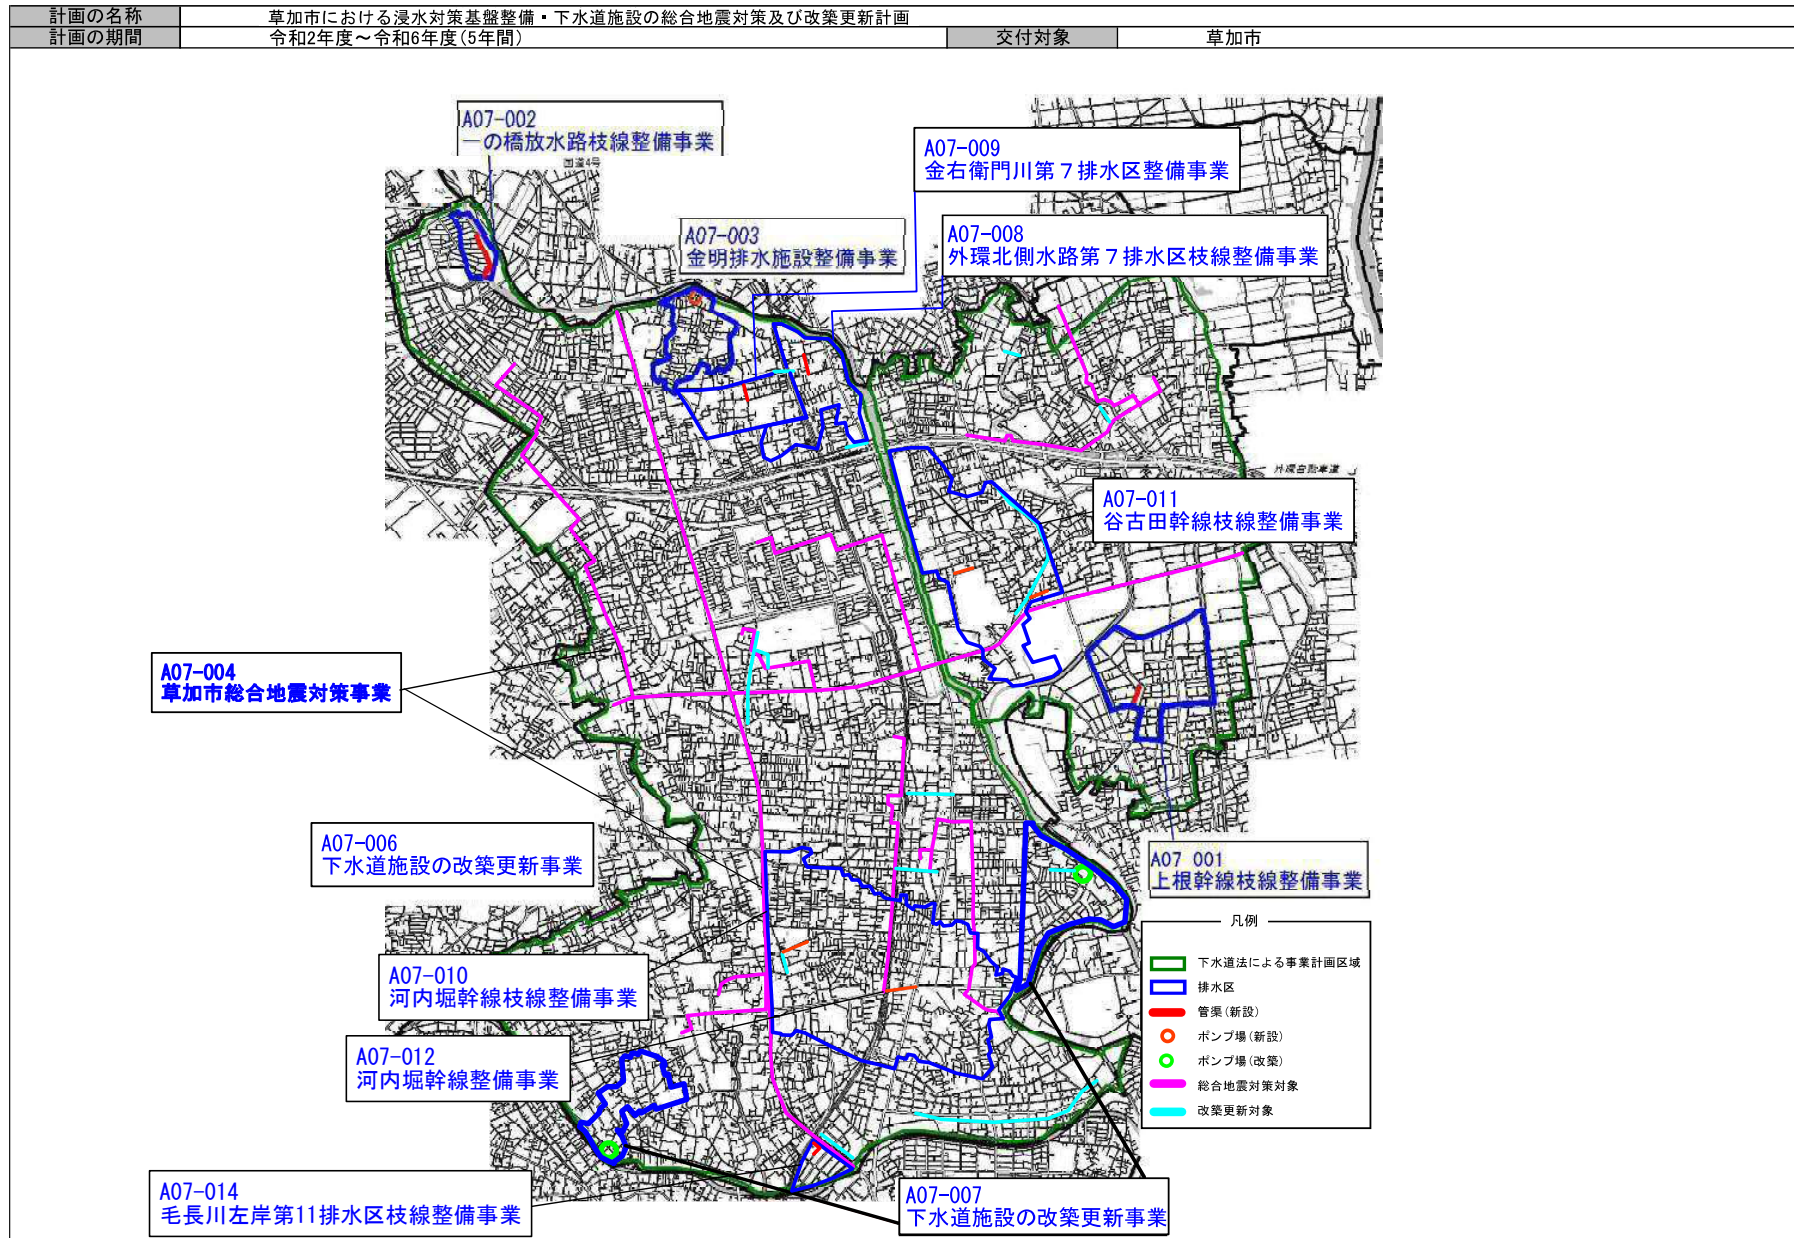 計画の名称
草加市における浸水対策基盤整備・下水道施設の総合地震対策及び改築更新計画
計画の期間
令和2年度～令和6年度(5年間)
交付対象
草加市
A07-002
一の橋放水路枝線整備事業
国道4号
A07-009
金右衛門川第７排水区整備事業
A07-003
金明排水施設整備事業
A07-008
外環北側水路第７排水区枝線整備事業
外環自動車道
A07-011
谷古田幹線枝線整備事業
A07-004
草加市総合地震対策事業
A07-006
下水道施設の改築更新事業
A07 001
上根幹線枝線整備事業
A07-010
河内堀幹線枝線整備事業
A07-012
河内堀幹線整備事業
A07-014
毛長川左岸第11排水区枝線整備事業
A07-007
下水道施設の改築更新事業
凡例
下水道法による事業計画区域
排水区
管渠(新設)
ポンプ場(新設)
ポンプ場(改築)
総合地震対策対象
改築更新対象